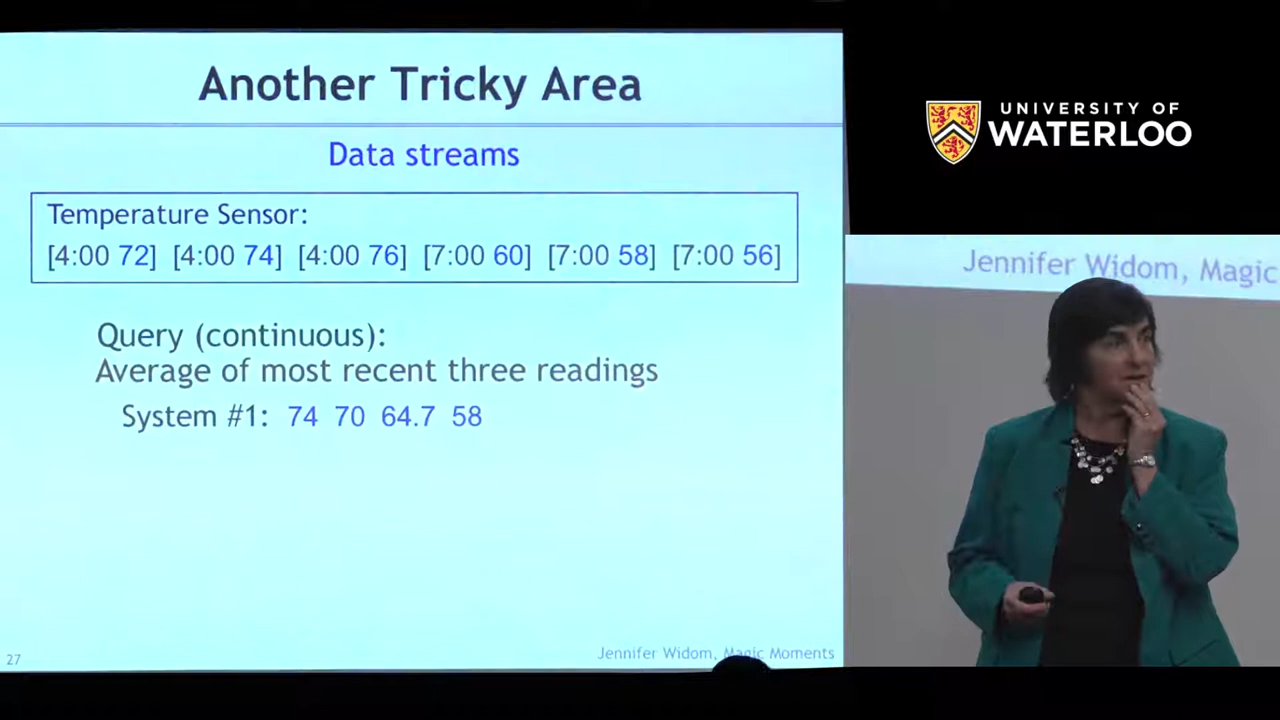 Another Tricky Area
Data streams
Temperature Sensor:
[4:00 72] [4:00 74] [4:00 76] [7:00 60] [7:00 58] [7:00 56]
Query (continuous):
Average of most recent three readings
System #1: 74 70 64.7 58
27
Jennifer Widom, Magic Moments
UNIVERSITY OF
WATERLOO
Jennifer Widom, Magic